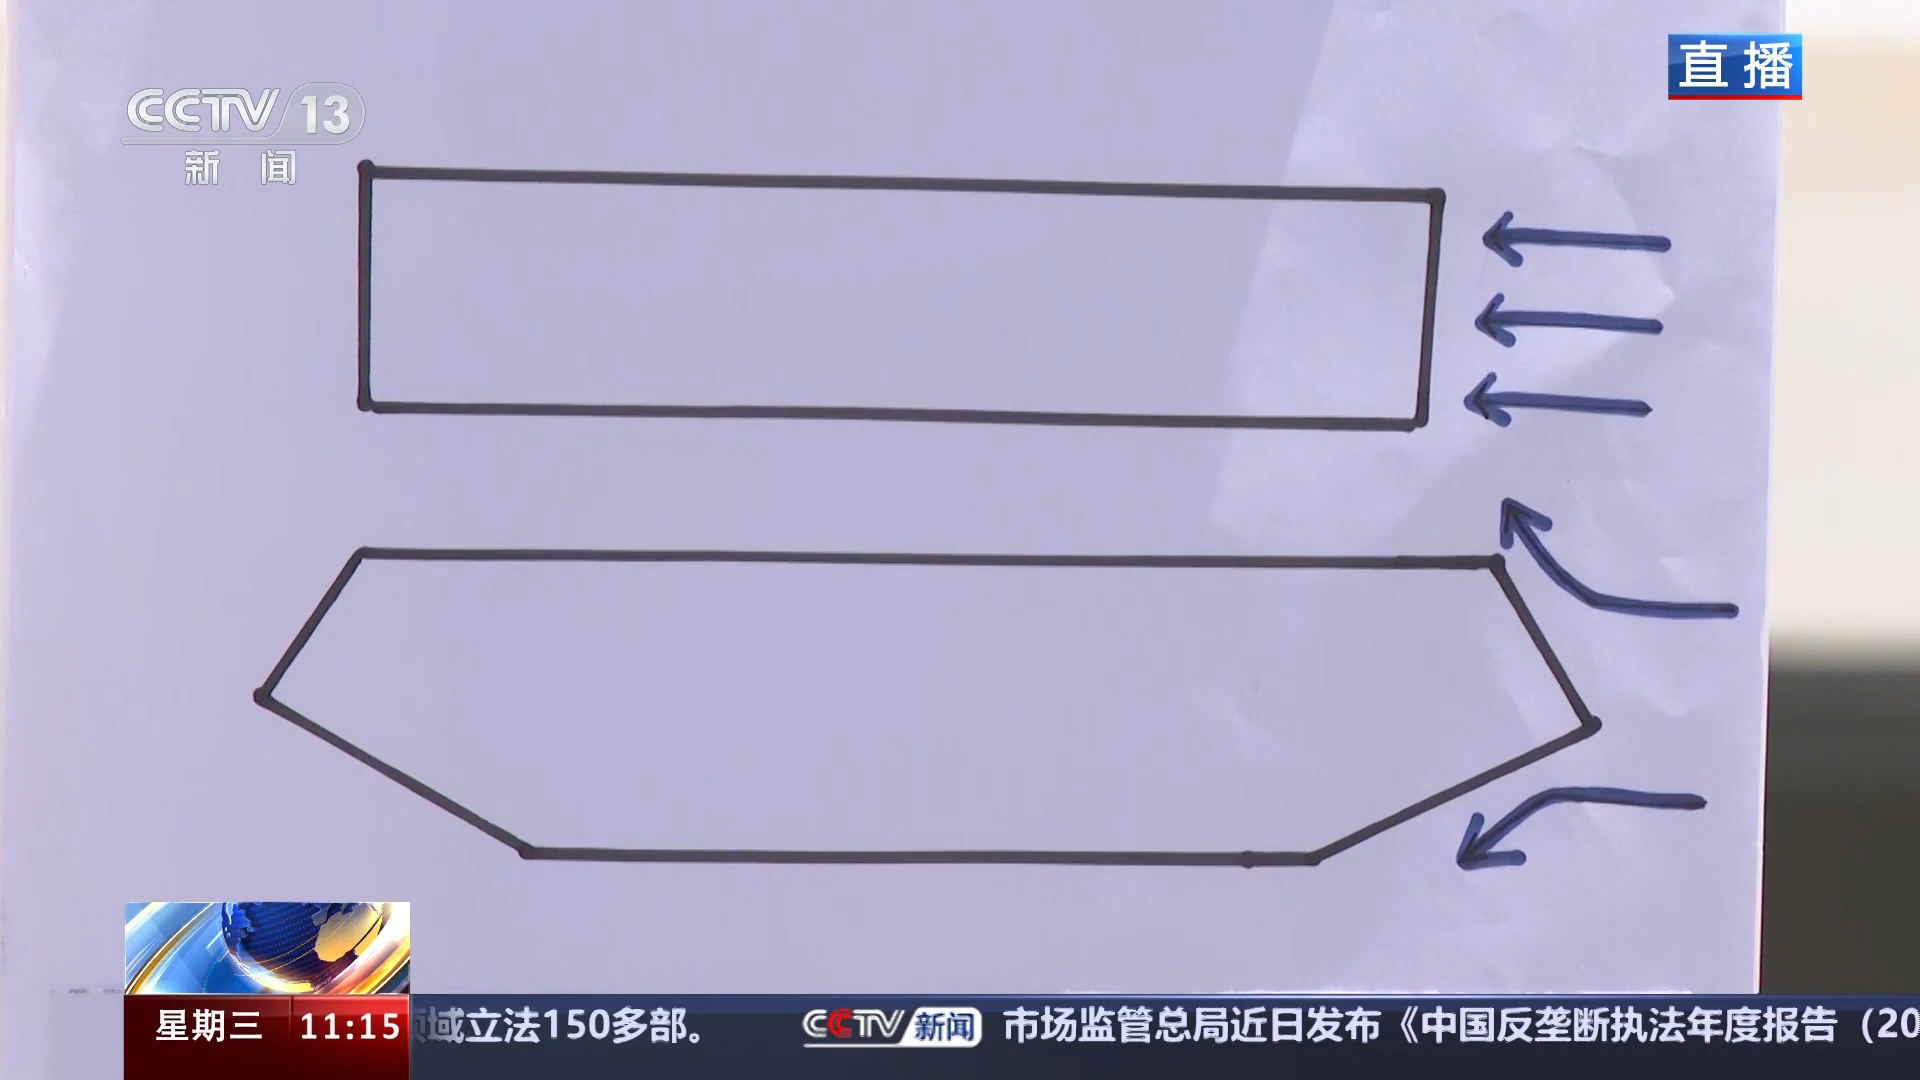 CCTV 13
新闻
直播
星期三 11:15
域立法150多部。 CCTV新闻 市场监管总局近日发布《中国反垄断执法年度报告（20